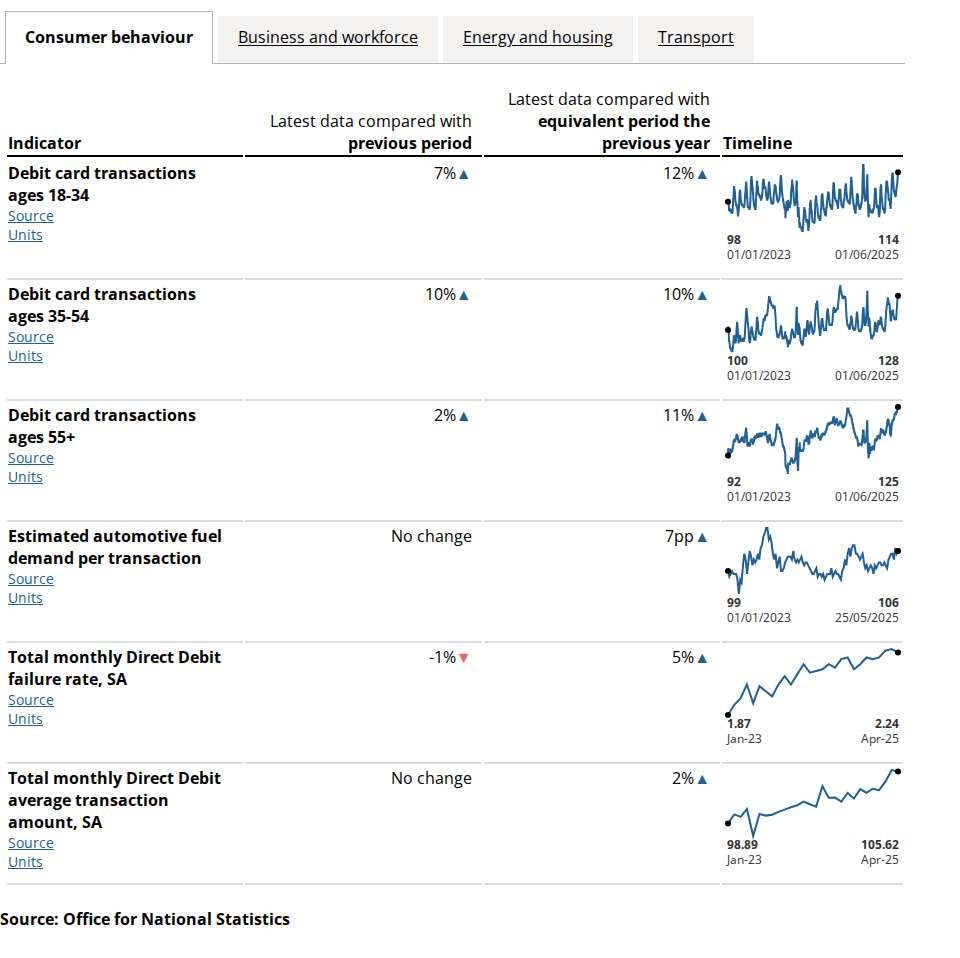 Consumer behaviour
Business and workforce
Energy and housing
Transport
Indicator
Latest data compared with
previous period
Latest data compared with
equivalent period the
previous year
Timeline
Debit card transactions
ages 18-34
Source
Units
7%▲
12%▲
98
114
01/01/2023
01/06/2025
Debit card transactions
ages 35-54
Source
Units
10%▲
10%▲
100
128
01/01/2023
01/06/2025
Debit card transactions
ages 55+
Source
Units
2%▲
11%▲
92
125
01/01/2023
01/06/2025
Estimated automotive fuel
demand per transaction
Source
Units
No change
7pp▲
99
106
01/01/2023
25/05/2025
Total monthly Direct Debit
failure rate, SA
Source
Units
-1%▼
5%▲
1.87
2.24
Jan-23
Apr-25
Total monthly Direct Debit
average transaction
amount, SA
Source
Units
No change
2%▲
98.89
105.62
Jan-23
Apr-25
Source: Office for National Statistics